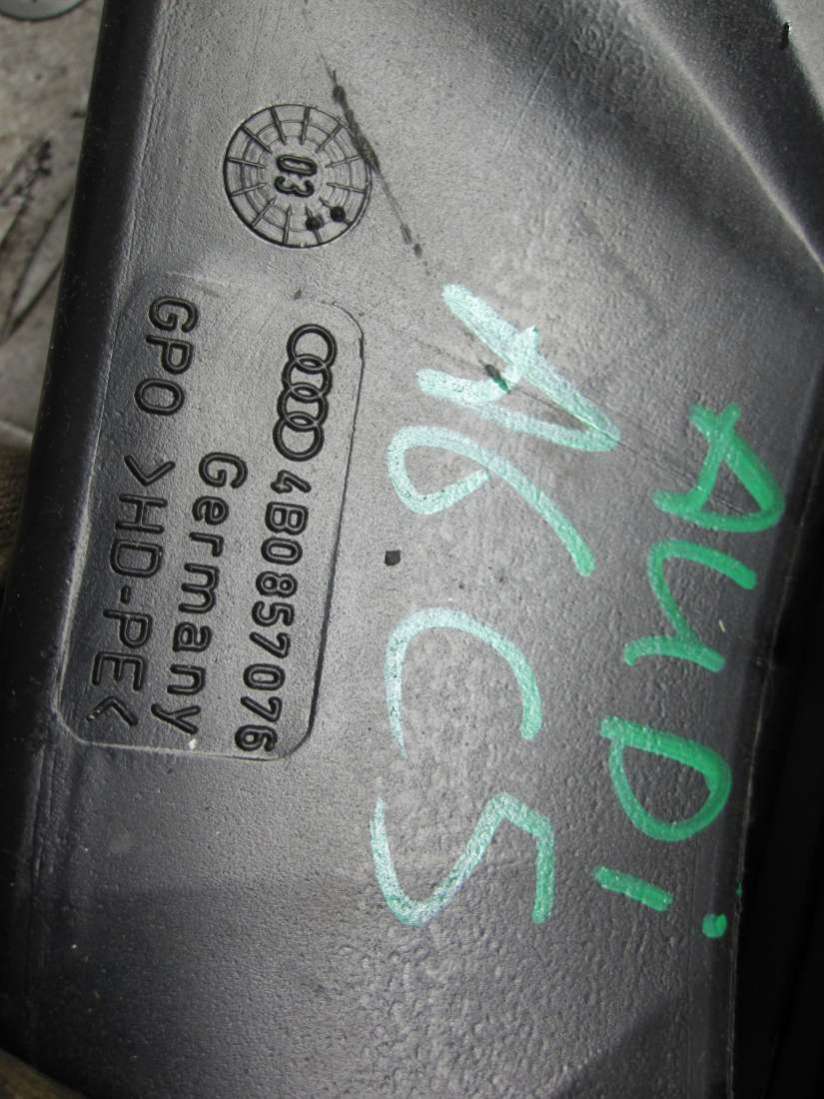 03
4B0857076
Germany
GPO >HD-PE<
AUDi
A6 C5